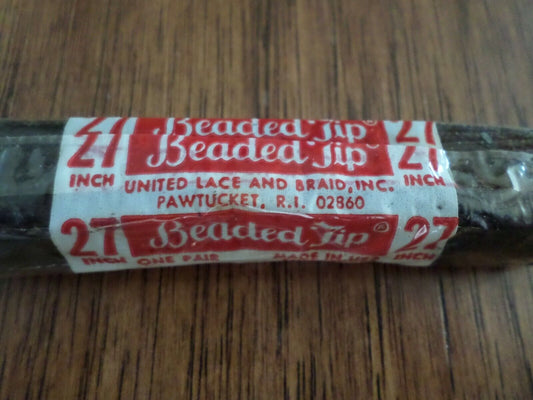 27 Beaded Tip 27
27 Beaded Tip 27
INCH UNITED LACE AND BRAID, INC. INCH
PAWTUCKET, R.I. 02860
27 Beaded Tip® 27
INCH ONE PAIR MADE IN USA INCH